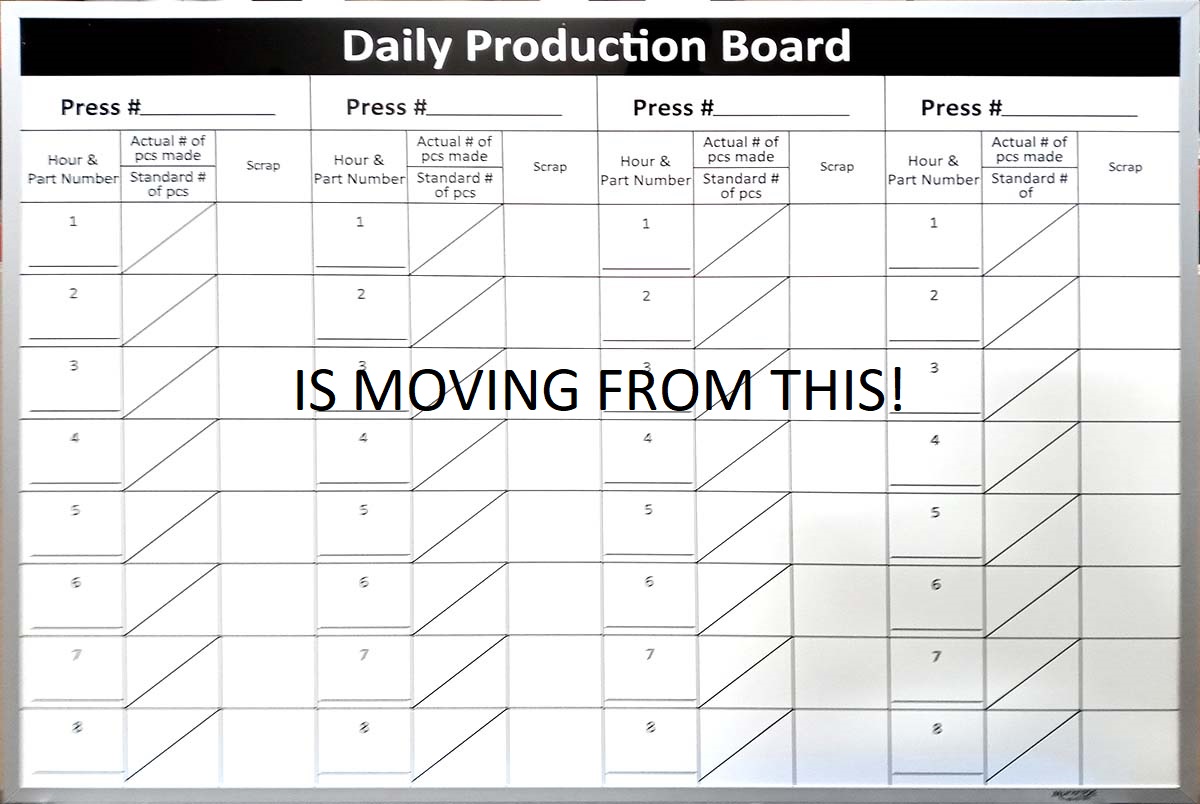 Daily Production Board
Press #____________ Press #____________ Press #____________ Press #____________
Hour & Part Number Actual # of pcs made Standard # of pcs Scrap Hour & Part Number Actual # of pcs made Standard # of pcs Scrap Hour & Part Number Actual # of pcs made Standard # of pcs Scrap Hour & Part Number Actual # of pcs made Standard # of Scrap
1 1 1 1
2 2 2 2
3 3 3 3
IS MOVING FROM THIS!
4 4 4 4
5 5 5 5
6 6 6 6
7 7 7 7
8 8 8 8